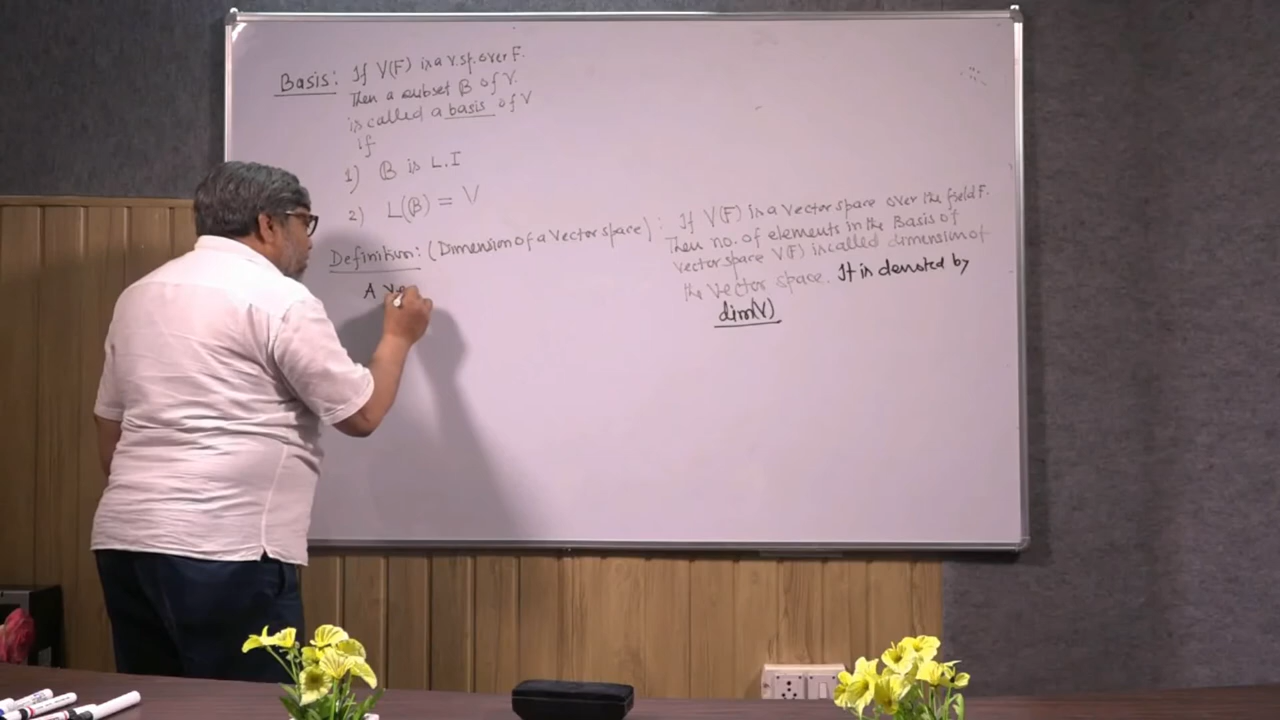 Basis: If V(F) is a v.sp. over F.
Then a subset B of V.
is called a basis of V
if
1) B is L.I
2) L(B) = V
Definition: (Dimension of a Vector space) : If V(F) is a vector space over the field F.
Then no. of elements in the Basis of
vector space V(F) is called dimension of
the vector space. It is denoted by
dim(V)
A ve